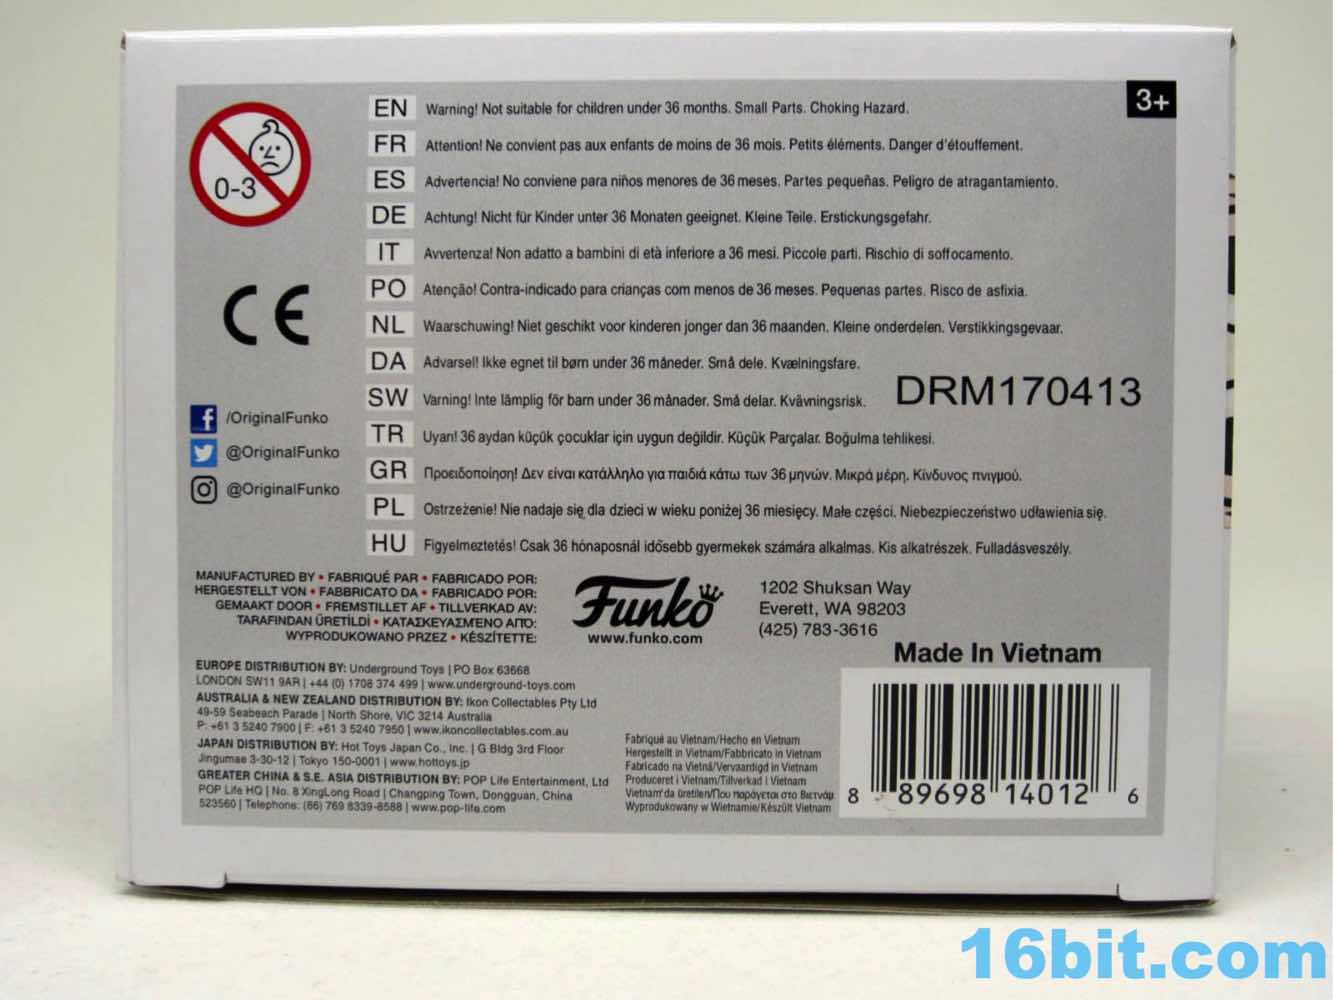 3+
0-3
EN Warning! Not suitable for children under 36 months. Small Parts. Choking Hazard.
FR Attention! Ne convient pas aux enfants de moins de 36 mois. Petits éléments. Danger d'étouffement.
ES Advertencia! No conviene para niños menores de 36 meses. Partes pequeñas. Peligro de atragantamiento.
DE Achtung! Nicht für Kinder unter 36 Monaten geeignet. Kleine Teile. Erstickungsgefahr.
IT Avvertenza! Non adatto a bambini di età inferiore a 36 mesi. Piccole parti. Rischio di soffocamento.
PO Atenção! Contra-indicado para crianças com menos de 36 meses. Pequenas partes. Risco de asfixia.
NL Waarschuwing! Niet geschikt voor kinderen jonger dan 36 maanden. Kleine onderdelen. Verstikkingsgevaar.
DA Advarsel! Ikke egnet til børn under 36 måneder. Små dele. Kvælningsfare.
SW Varning! Inte lämplig för barn under 36 månader. Små delar. Kvävningsrisk.
TR Uyarı! 36 aydan küçük çocuklar için uygun değildir. Küçük Parçalar. Boğulma tehlikesi.
GR Προειδοποίηση! Δεν είναι κατάλληλο για παιδιά κάτω των 36 μηνών. Μικρά μέρη. Κίνδυνος πνιγμού.
PL Ostrzeżenie! Nie nadaje się dla dzieci w wieku poniżej 36 miesięcy. Małe części. Niebezpieczeństwo udławienia się.
HU Figyelmeztetés! Csak 36 hónaposnál idősebb gyermekek számára alkalmas. Kis alkatrészek. Fulladásveszély.
DRM170413
CE
/OriginalFunko
@OriginalFunko
@OriginalFunko
MANUFACTURED BY • FABRIQUÉ PAR • FABRICADO POR:
HERGESTELLT VON • FABBRICATO DA • FABRICADO POR:
GEMAAKT DOOR • FREMSTILLET AF • TILLVERKAD AV:
TARAFINDAN ÜRETİLDİ • ΚΑΤΑΣΚΕΥΑΣΜΕΝΟ ΑΠΟ:
WYPRODUKOWANO PRZEZ • KÉSZÍTETTE:
Funko
www.funko.com
1202 Shuksan Way
Everett, WA 98203
(425) 783-3616
Made In Vietnam
EUROPE DISTRIBUTION BY: Underground Toys | PO Box 63668
LONDON SW11 9AR | +44 (0) 1708 374 499 | www.underground-toys.com
AUSTRALIA & NEW ZEALAND DISTRIBUTION BY: Ikon Collectables Pty Ltd
49-59 Seabeach Parade | North Shore, VIC 3214 Australia
P: +61 3 5240 7900 | F: +61 3 5240 7950 | www.ikoncollectables.com.au
JAPAN DISTRIBUTION BY: Hot Toys Japan Co., Inc. | G Bldg 3rd Floor
Jingumae 3-30-12 | Tokyo 150-0001 | www.hottoys.jp
GREATER CHINA & S.E. ASIA DISTRIBUTION BY: POP Life Entertainment, Ltd
POP Life HQ | No. 8 XingLong Road | Changping Town, Dongguan, China
523560 | Telephone: (86) 769 8339-8588 | www.pop-life.com
Fabriqué au Vietnam/Hecho en Vietnam
Hergestellt in Vietnam/Fabbricato in Vietnam
Fabricado na Vietnã/Vervaardigd in Vietnam
Produceret i Vietnam/Tillverkad i Vietnam
Vietnam'da üretilen/Που παράγεται στο Βιετνάμ
Wyprodukowany w Wietnamie/Készült Vietnam
8 89698 14012 6
16bit.com